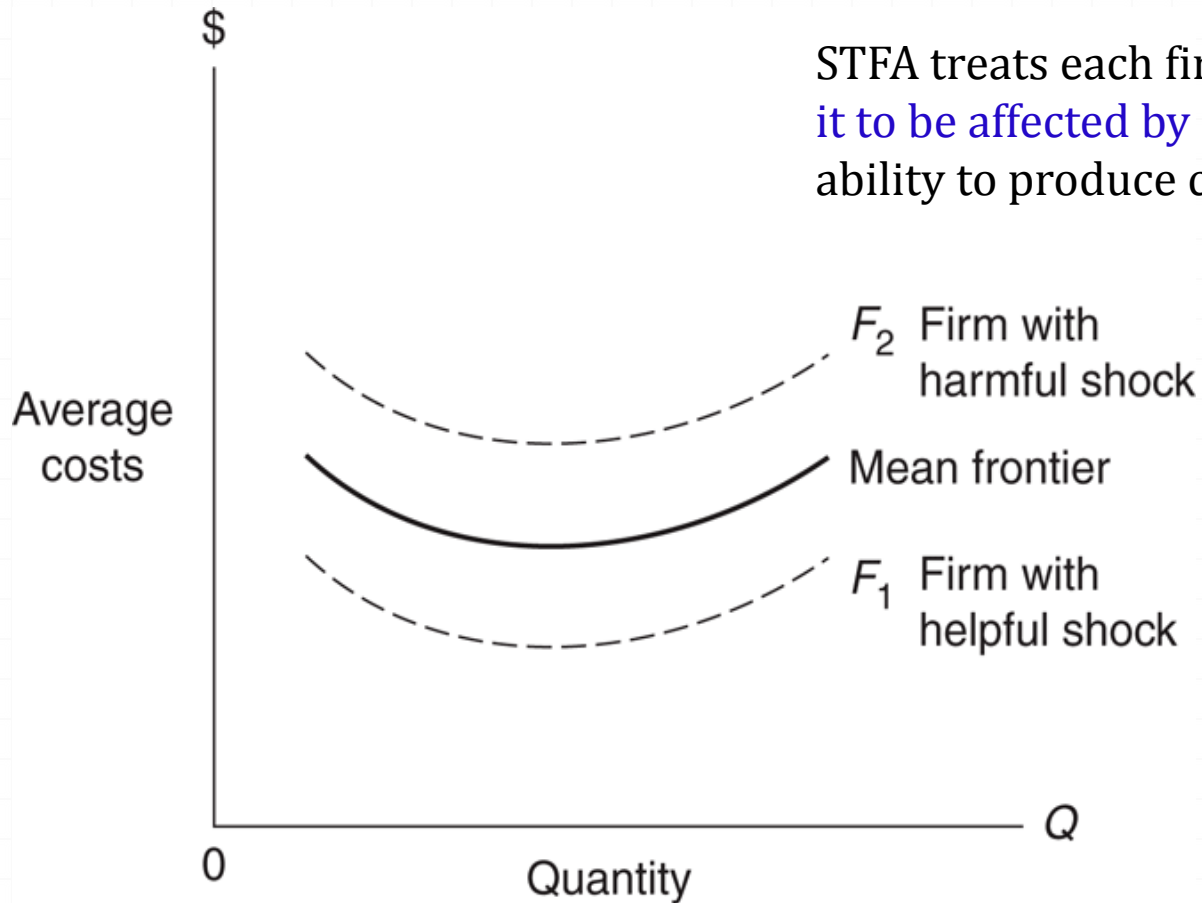 $
STFA treats each fir
it to be affected by
ability to produce
F2 Firm with
harmful shock
Average
costs
Mean frontier
F1 Firm with
helpful shock
Q
0
Quantity